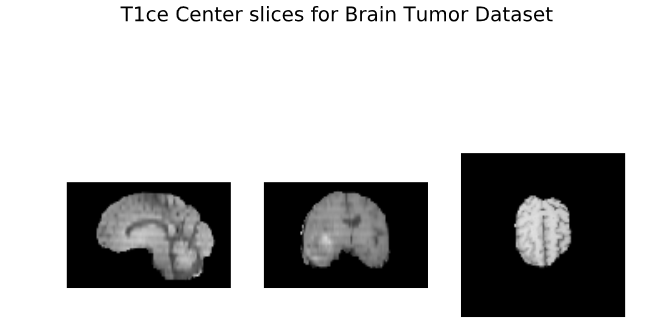 T1ce Center slices for Brain Tumor Dataset